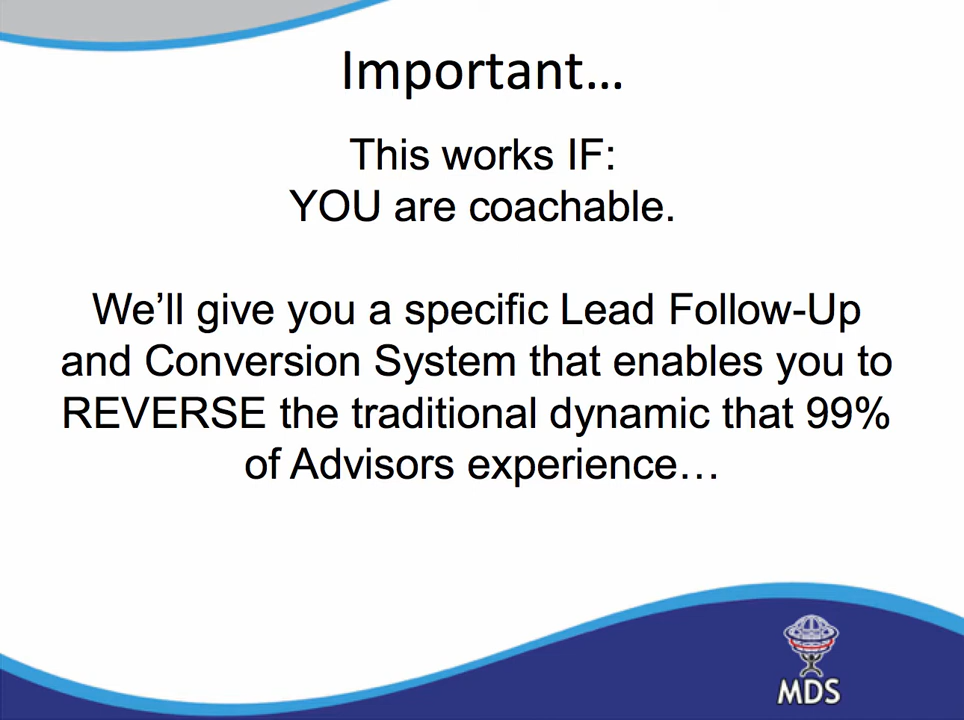 Important…
This works IF:
YOU are coachable.
We’ll give you a specific Lead Follow-Up
and Conversion System that enables you to
REVERSE the traditional dynamic that 99%
of Advisors experience…
MDS